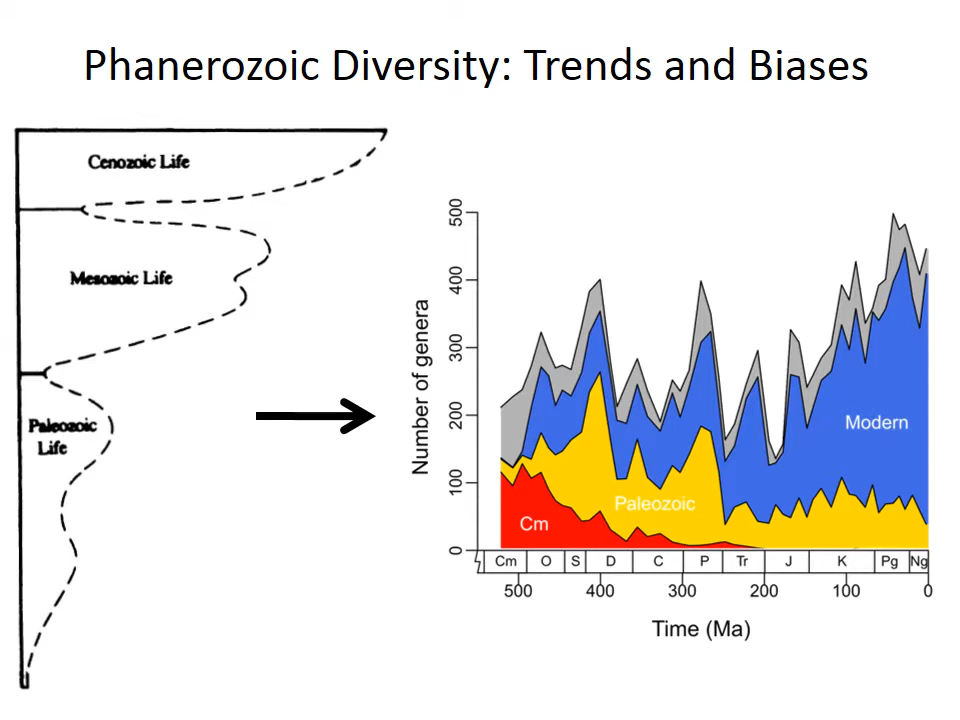 Phanerozoic Diversity: Trends and Biases
Cenozoic Life
Mesozoic Life
Paleozoic
Life
Number of genera
500
400
300
200
100
0
Modern
Paleozoic
Cm
Cm O S D C P Tr J K Pg Ng
500 400 300 200 100 0
Time (Ma)